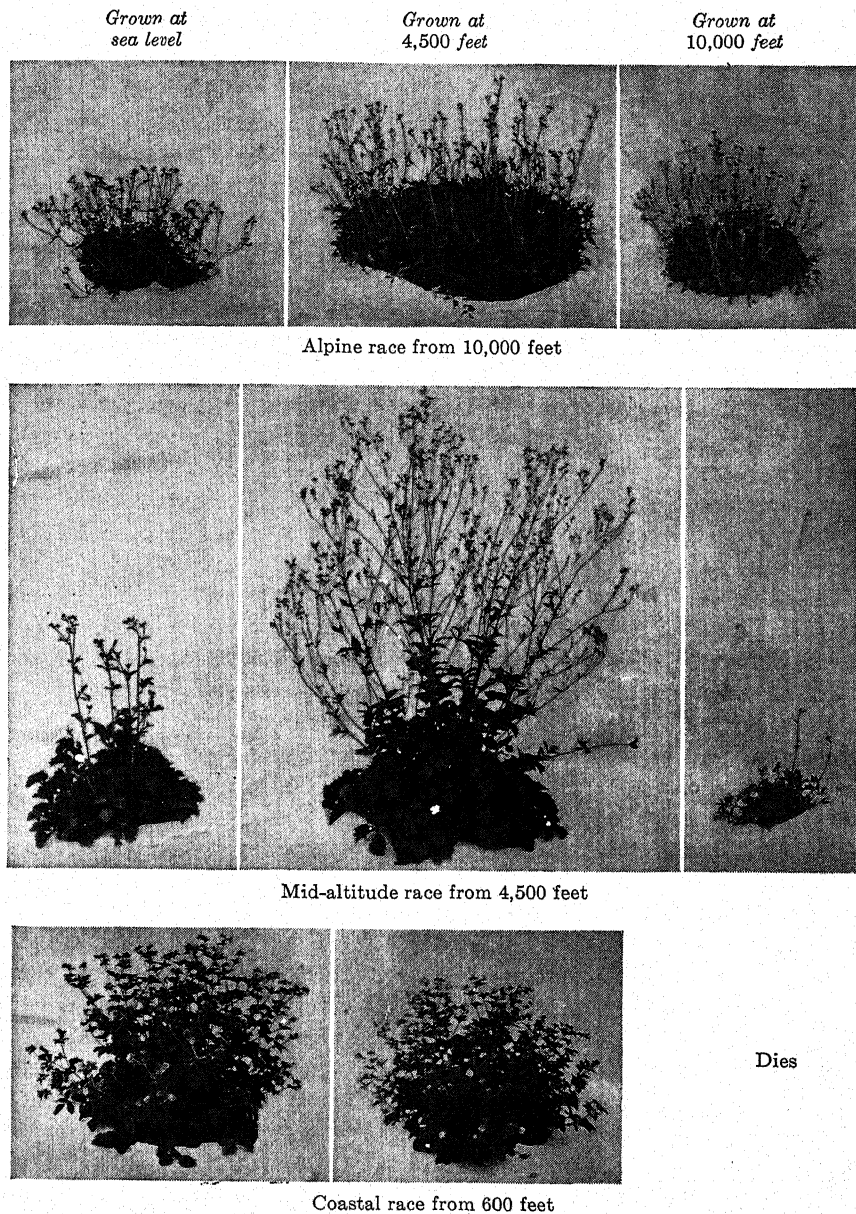 Grown at
sea level
Grown at
4,500 feet
Grown at
10,000 feet
Alpine race from 10,000 feet
Mid-altitude race from 4,500 feet
Dies
Coastal race from 600 feet